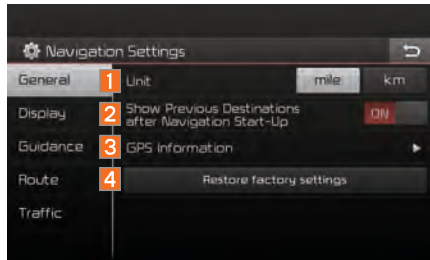 Navigation Settings
General
1 Unit
mile
km
Display
2 Show Previous Destinations
after Navigation Start-Up
ON
Guidance
3 GPS Information
Route
4 Restore factory settings
Traffic